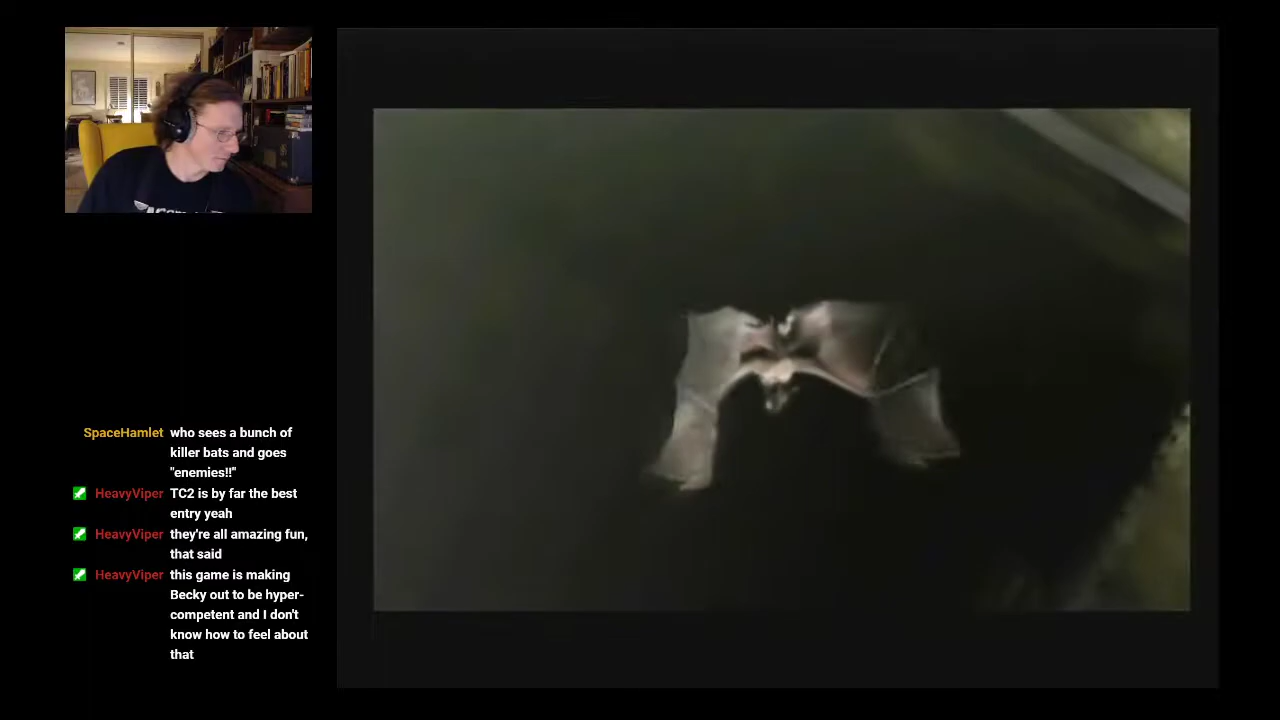 SpaceHamlet who sees a bunch of
killer bats and goes
"enemies!!"
HeavyViper TC2 is by far the best
entry yeah
HeavyViper they're all amazing fun,
that said
HeavyViper this game is making
Becky out to be hyper-
competent and I don't
know how to feel about
that